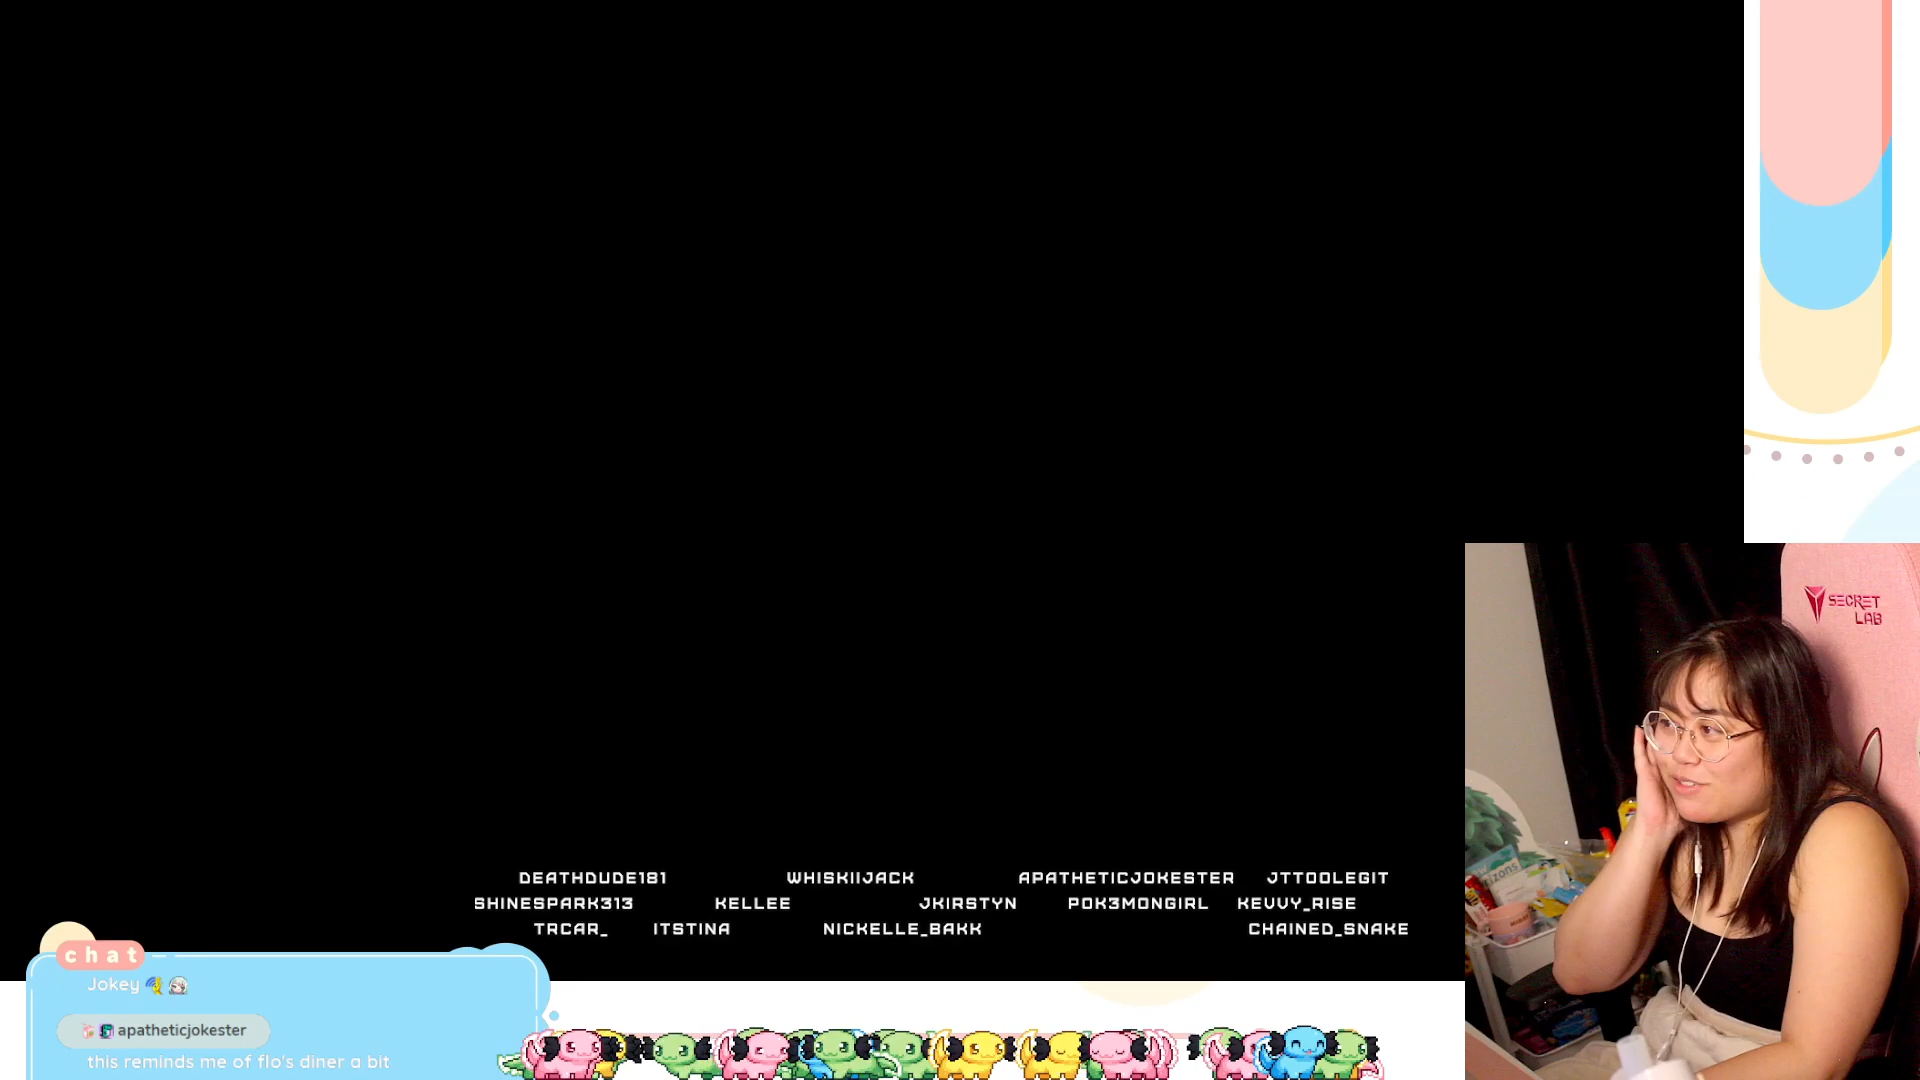 SECRET
LAB
DEATHDUDE181 WHISKIIJACK APATHETICJOKESTER JTTOOLEGIT
SHINESPARK313 KELLEE JKIRSTYN POK3MONGIRL KEVVY_RISE
TRCAR_ ITSTINA NICKELLE_BAKK CHAINED_SNAKE
chat
Jokey
apatheticjokester
this reminds me of flo's diner a bit